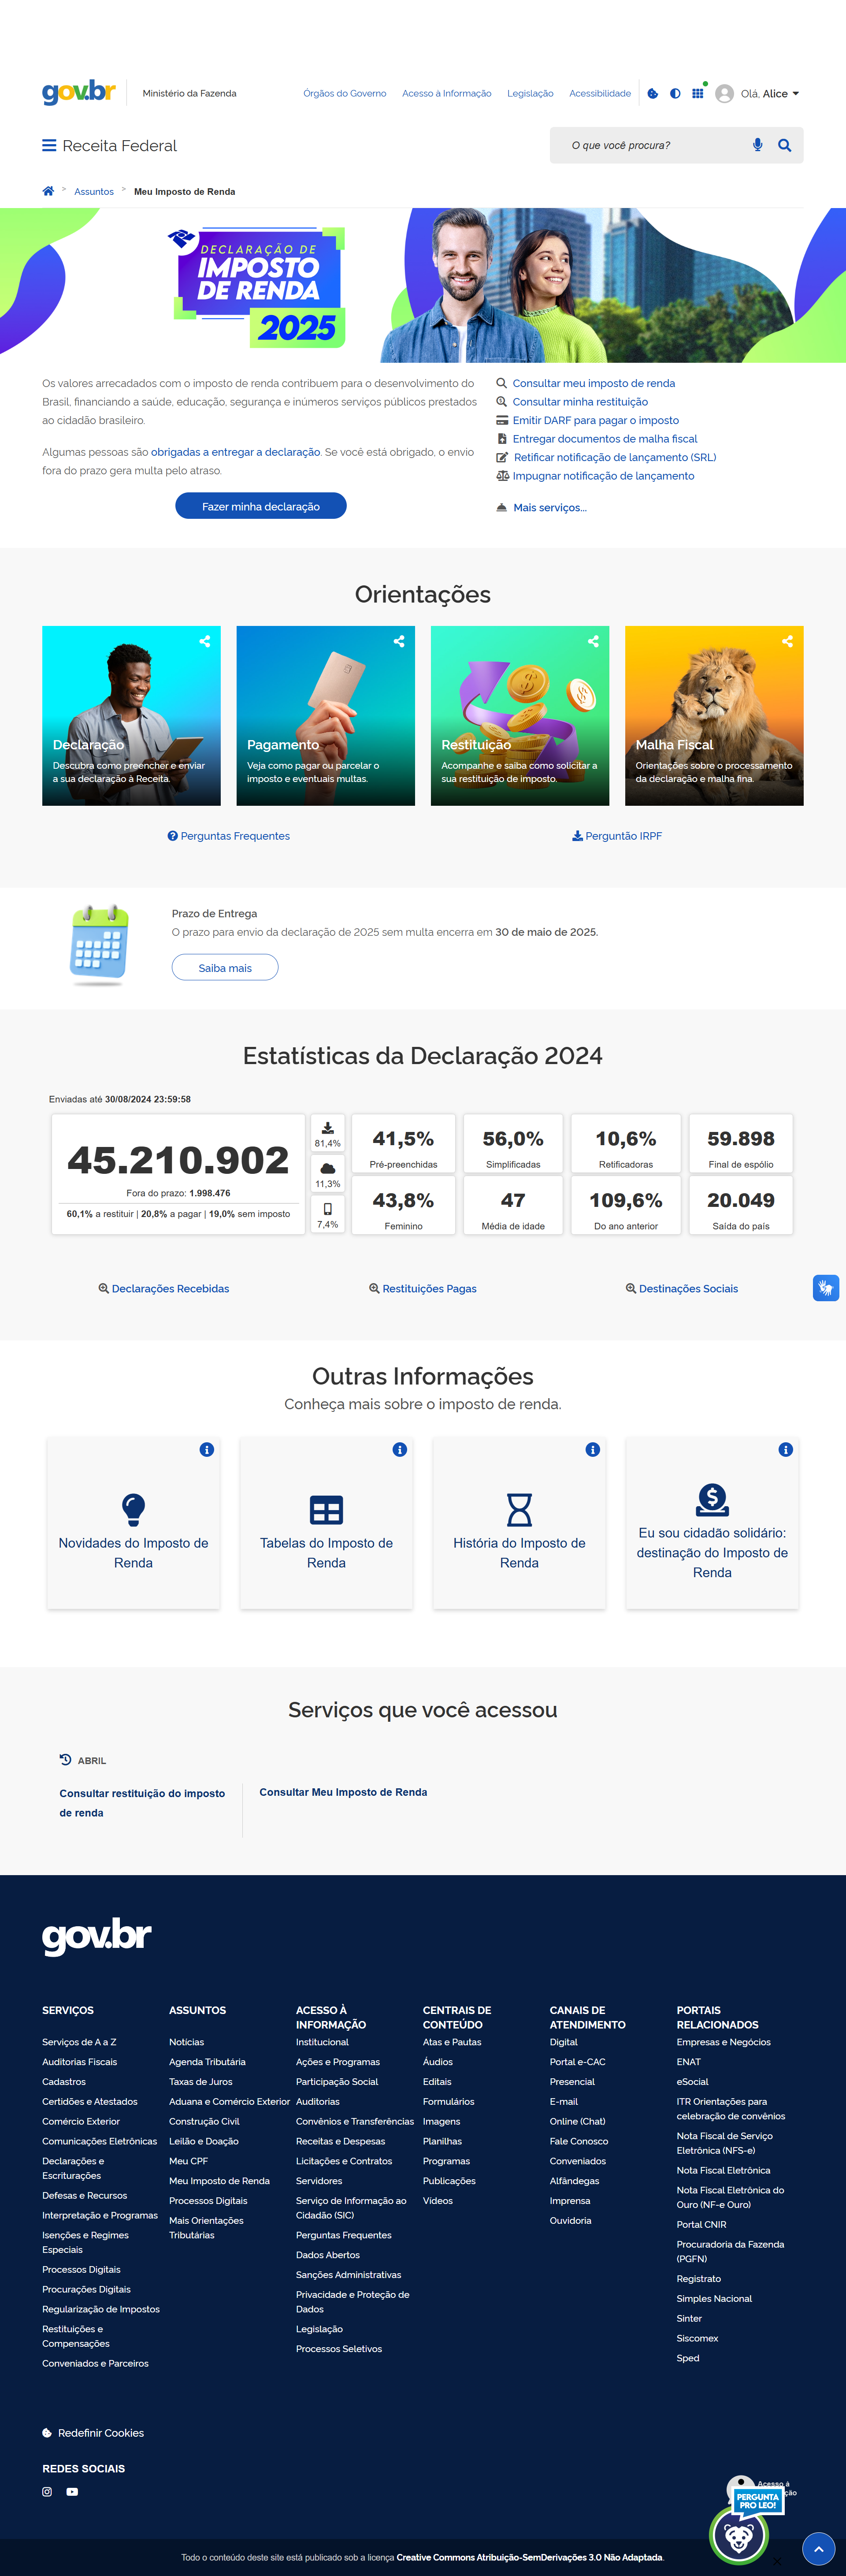 gov.br
Ministério da Fazenda
Órgãos do Governo
Acesso à Informação
Legislação
Acessibilidade
Olá, Alice
Receita Federal
O que você procura?
> Assuntos > Meu Imposto de Renda
DECLARAÇÃO DE
IMPOSTO
DE RENDA
2025
Os valores arrecadados com o imposto de renda contribuem para o desenvolvimento do
Brasil, financiando a saúde, educação, segurança e inúmeros serviços públicos prestados
ao cidadão brasileiro.
Algumas pessoas são obrigadas a entregar a declaração. Se você está obrigado, o envio
fora do prazo gera multa pelo atraso.
Fazer minha declaração
Consultar meu imposto de renda
Consultar minha restituição
Emitir DARF para pagar o imposto
Entregar documentos de malha fiscal
Retificar notificação de lançamento (SRL)
Impugnar notificação de lançamento
Mais serviços...
Orientações
Declaração
Descubra como preencher e enviar
a sua declaração à Receita.
Pagamento
Veja como pagar ou parcelar o
imposto e eventuais multas.
Restituição
Acompanhe e saiba como solicitar a
sua restituição de imposto.
Malha Fiscal
Orientações sobre o processamento
da declaração e malha fina.
Perguntas Frequentes
Perguntão IRPF
Prazo de Entrega
O prazo para envio da declaração de 2025 sem multa encerra em 30 de maio de 2025.
Saiba mais
Estatísticas da Declaração 2024
Enviadas até 30/08/2024 23:59:58
45.210.902
Fora do prazo: 1.998.476
60,1% a restituir | 20,8% a pagar | 19,0% sem imposto
81,4%
11,3%
7,4%
41,5%
Pré-preenchidas
56,0%
Simplificadas
10,6%
Retificadoras
59.898
Final de espólio
43,8%
Feminino
47
Média de idade
109,6%
Do ano anterior
20.049
Saída do país
Declarações Recebidas
Restituições Pagas
Destinações Sociais
Outras Informações
Conheça mais sobre o imposto de renda.
Novidades do Imposto de
Renda
Tabelas do Imposto de
Renda
História do Imposto de
Renda
Eu sou cidadão solidário:
destinação do Imposto de
Renda
Serviços que você acessou
ABRIL
Consultar restituição do imposto
de renda
Consultar Meu Imposto de Renda
gov.br
SERVIÇOS
Serviços de A a Z
Auditorias Fiscais
Cadastros
Certidões e Atestados
Comércio Exterior
Comunicações Eletrônicas
Declarações e
Escriturações
Defesas e Recursos
Interpretação e Programas
Isenções e Regimes
Especiais
Processos Digitais
Procurações Digitais
Regularização de Impostos
Restituições e
Compensações
Conveniados e Parceiros
ASSUNTOS
Notícias
Agenda Tributária
Taxas de Juros
Aduana e Comércio Exterior
Construção Civil
Leilão e Doação
Meu CPF
Meu Imposto de Renda
Processos Digitais
Mais Orientações
Tributárias
ACESSO À
INFORMAÇÃO
Institucional
Ações e Programas
Participação Social
Auditorias
Convênios e Transferências
Receitas e Despesas
Licitações e Contratos
Servidores
Serviço de Informação ao
Cidadão (SIC)
Perguntas Frequentes
Dados Abertos
Sanções Administrativas
Privacidade e Proteção de
Dados
Legislação
Processos Seletivos
CENTRAIS DE
CONTEÚDO
Atas e Pautas
Áudios
Editais
Formulários
Imagens
Planilhas
Programas
Publicações
Vídeos
CANAIS DE
ATENDIMENTO
Digital
Portal e-CAC
Presencial
E-mail
Online (Chat)
Fale Conosco
Conveniados
Alfândegas
Imprensa
Ouvidoria
PORTAIS
RELACIONADOS
Empresas e Negócios
ENAT
eSocial
ITR Orientações para
celebração de convênios
Nota Fiscal de Serviço
Eletrônica (NFS-e)
Nota Fiscal Eletrônica
Nota Fiscal Eletrônica do
Ouro (NF-e Ouro)
Portal CNIR
Procuradoria da Fazenda
(PGFN)
Registrato
Simples Nacional
Sinter
Siscomex
Sped
Redefinir Cookies
REDES SOCIAIS
Acesso à
PERGUNTA
PRO LEO!
Todo o conteúdo deste site está publicado sob a licença Creative Commons Atribuição-SemDerivações 3.0 Não Adaptada.